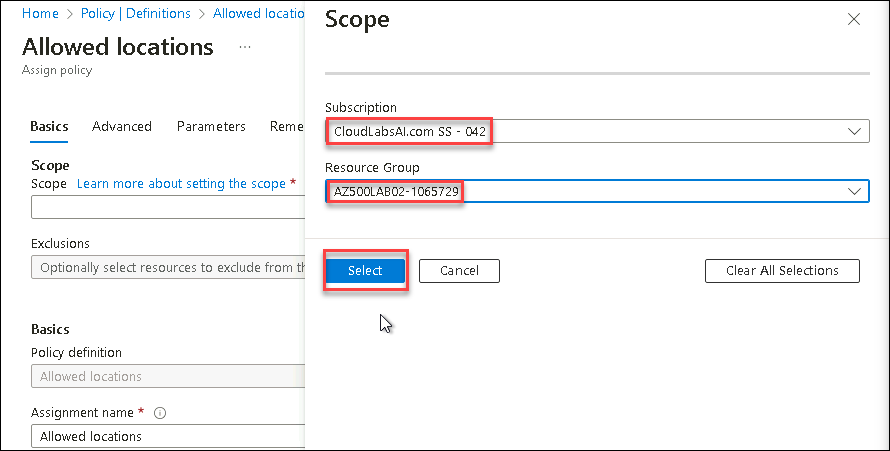 Home > Policy | Definitions > Allowed locatio
Allowed locations ...
Assign policy
Basics Advanced Parameters Reme
Scope
Scope Learn more about setting the scope *
Exclusions
Optionally select resources to exclude from th
Basics
Policy definition
Allowed locations
Assignment name *
Allowed locations
Scope
Subscription
CloudLabsAI.com SS - 042
Resource Group
AZ500LAB02-1065729
Select Cancel Clear All Selections